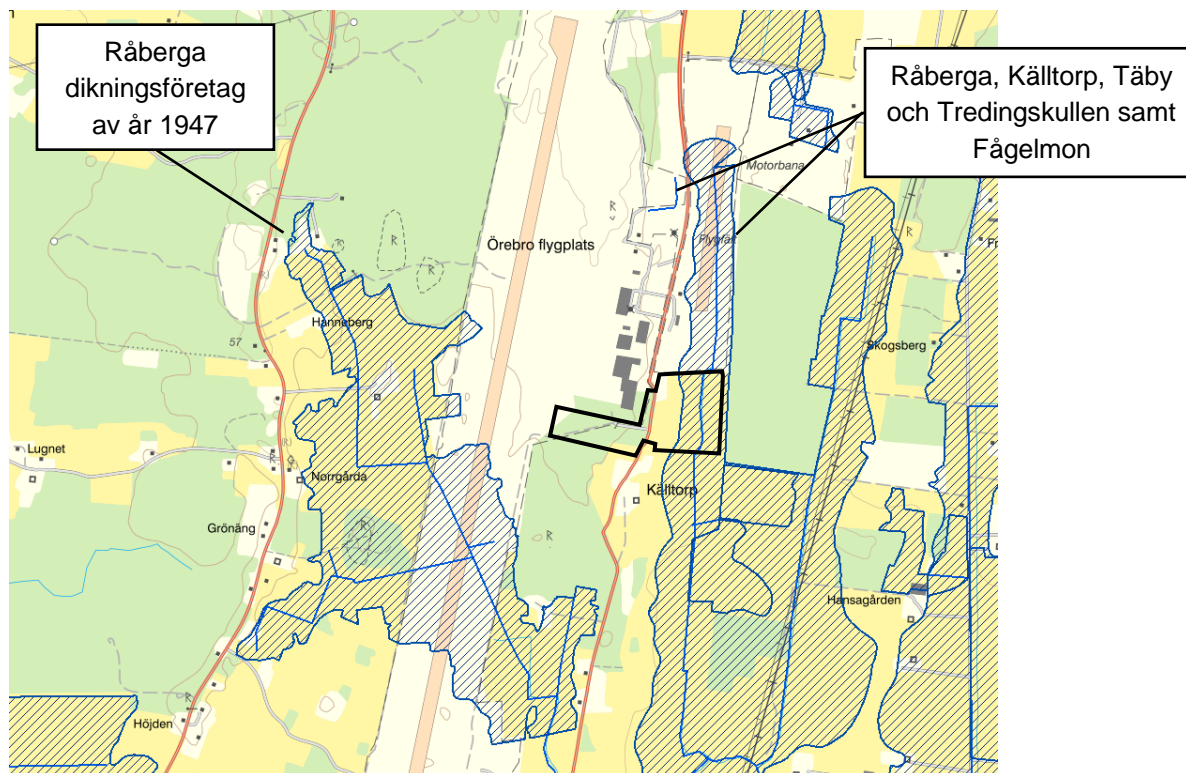 Råberga
dikningsföretag
av år 1947
Råberga, Källtorp, Täby
och Tredingskullen samt
Fågelmon
Motorbana
Örebro flygplats
Flygfält
R
R
R
R
Hanneberg
57
Skogsberg
Lugnet
(R)
R
Norrgårda
Källtorp
Grönäng
R
R
Hansagården
R
Höjden